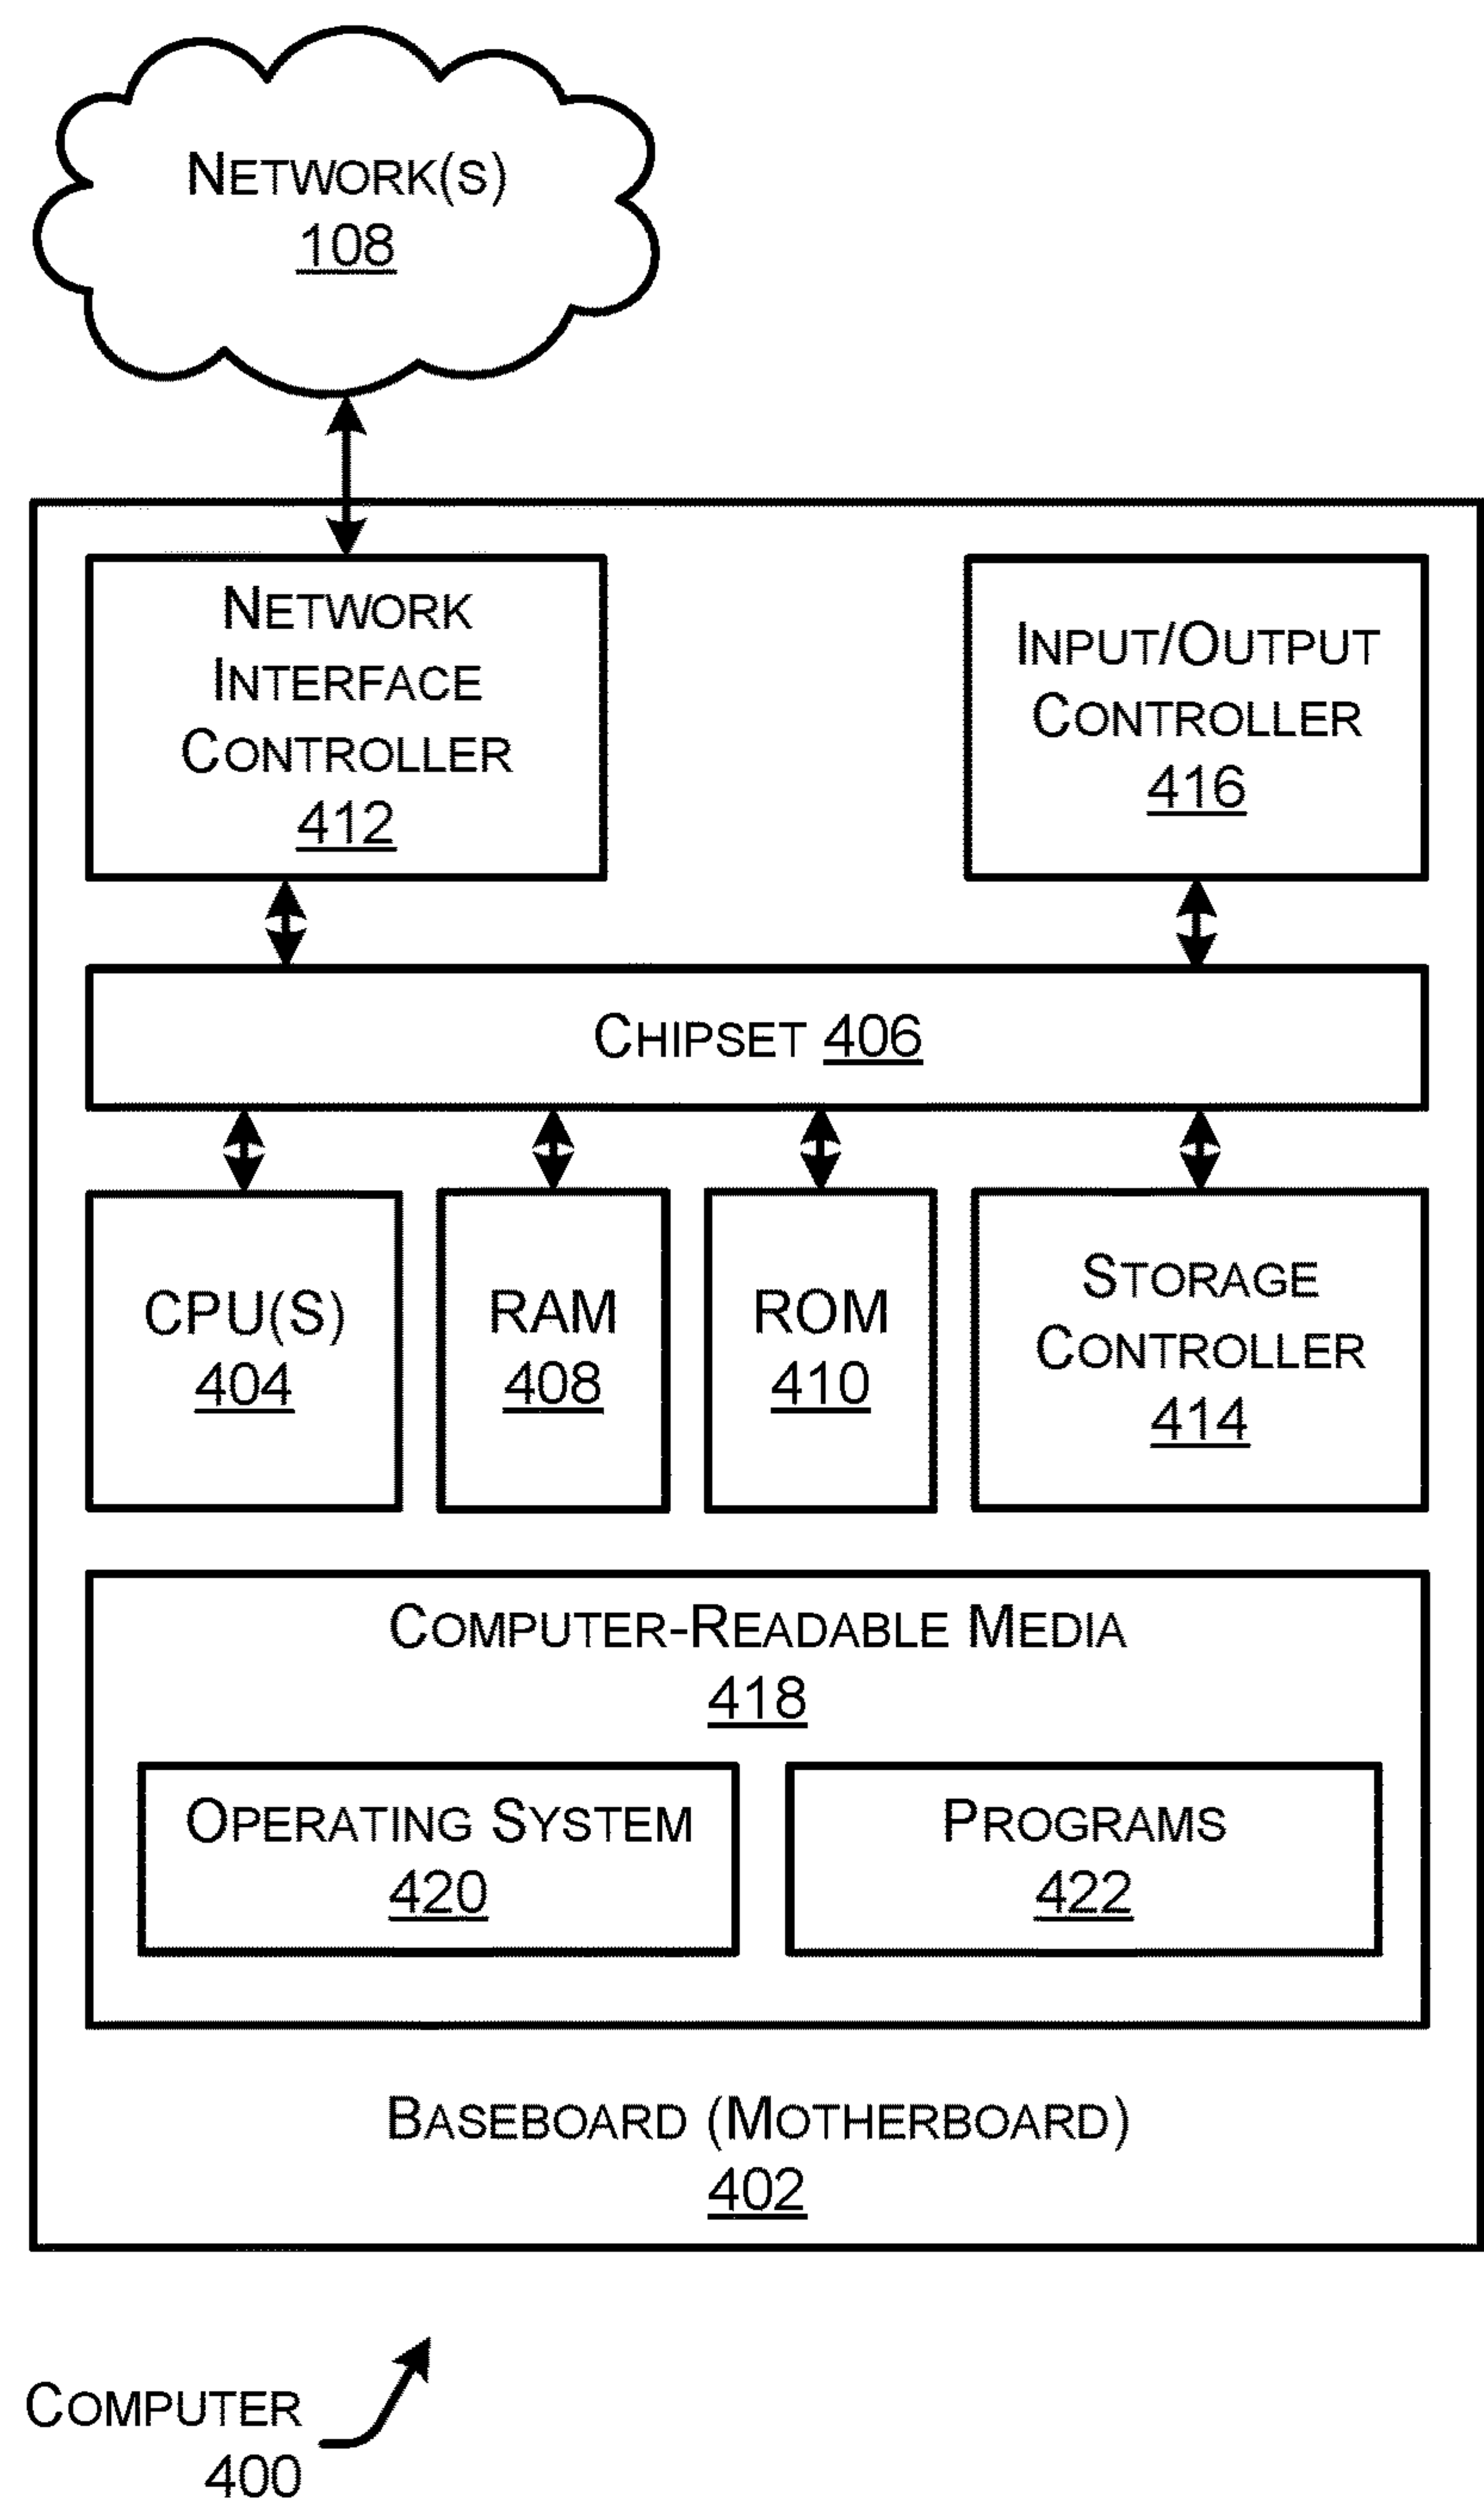 NETWORK(S)
108
NETWORK
INTERFACE
CONTROLLER
412
INPUT/OUTPUT
CONTROLLER
416
CHIPSET 406
CPU(S)
404
RAM
408
ROM
410
STORAGE
CONTROLLER
414
COMPUTER-READABLE MEDIA
418
OPERATING SYSTEM
420
PROGRAMS
422
BASEBOARD (MOTHERBOARD)
402
COMPUTER
400